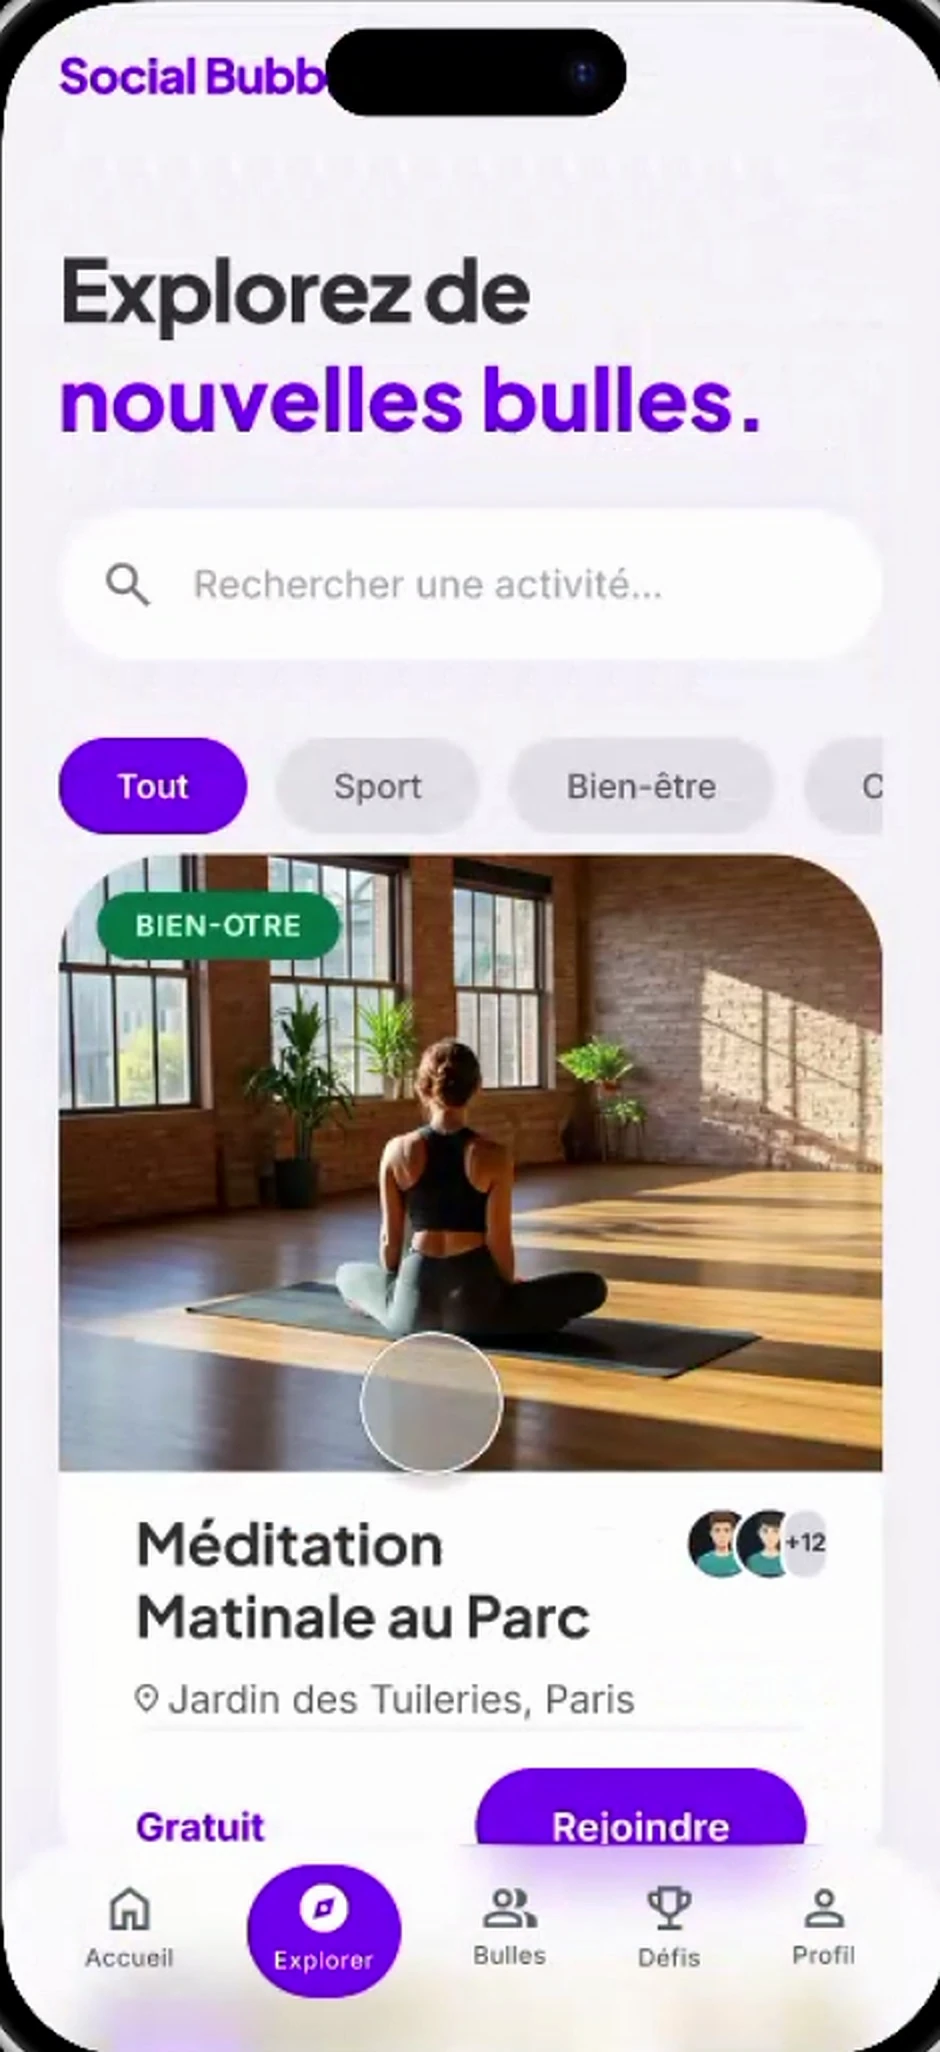 Social Bubb
Explorez de
nouvelles bulles.
Rechercher une activité...
Tout Sport Bien-être C
BIEN-OTRE
Méditation
Matinale au Parc
+12
Jardin des Tuileries, Paris
Gratuit Rejoindre
Accueil Explorer Bulles Défis Profil